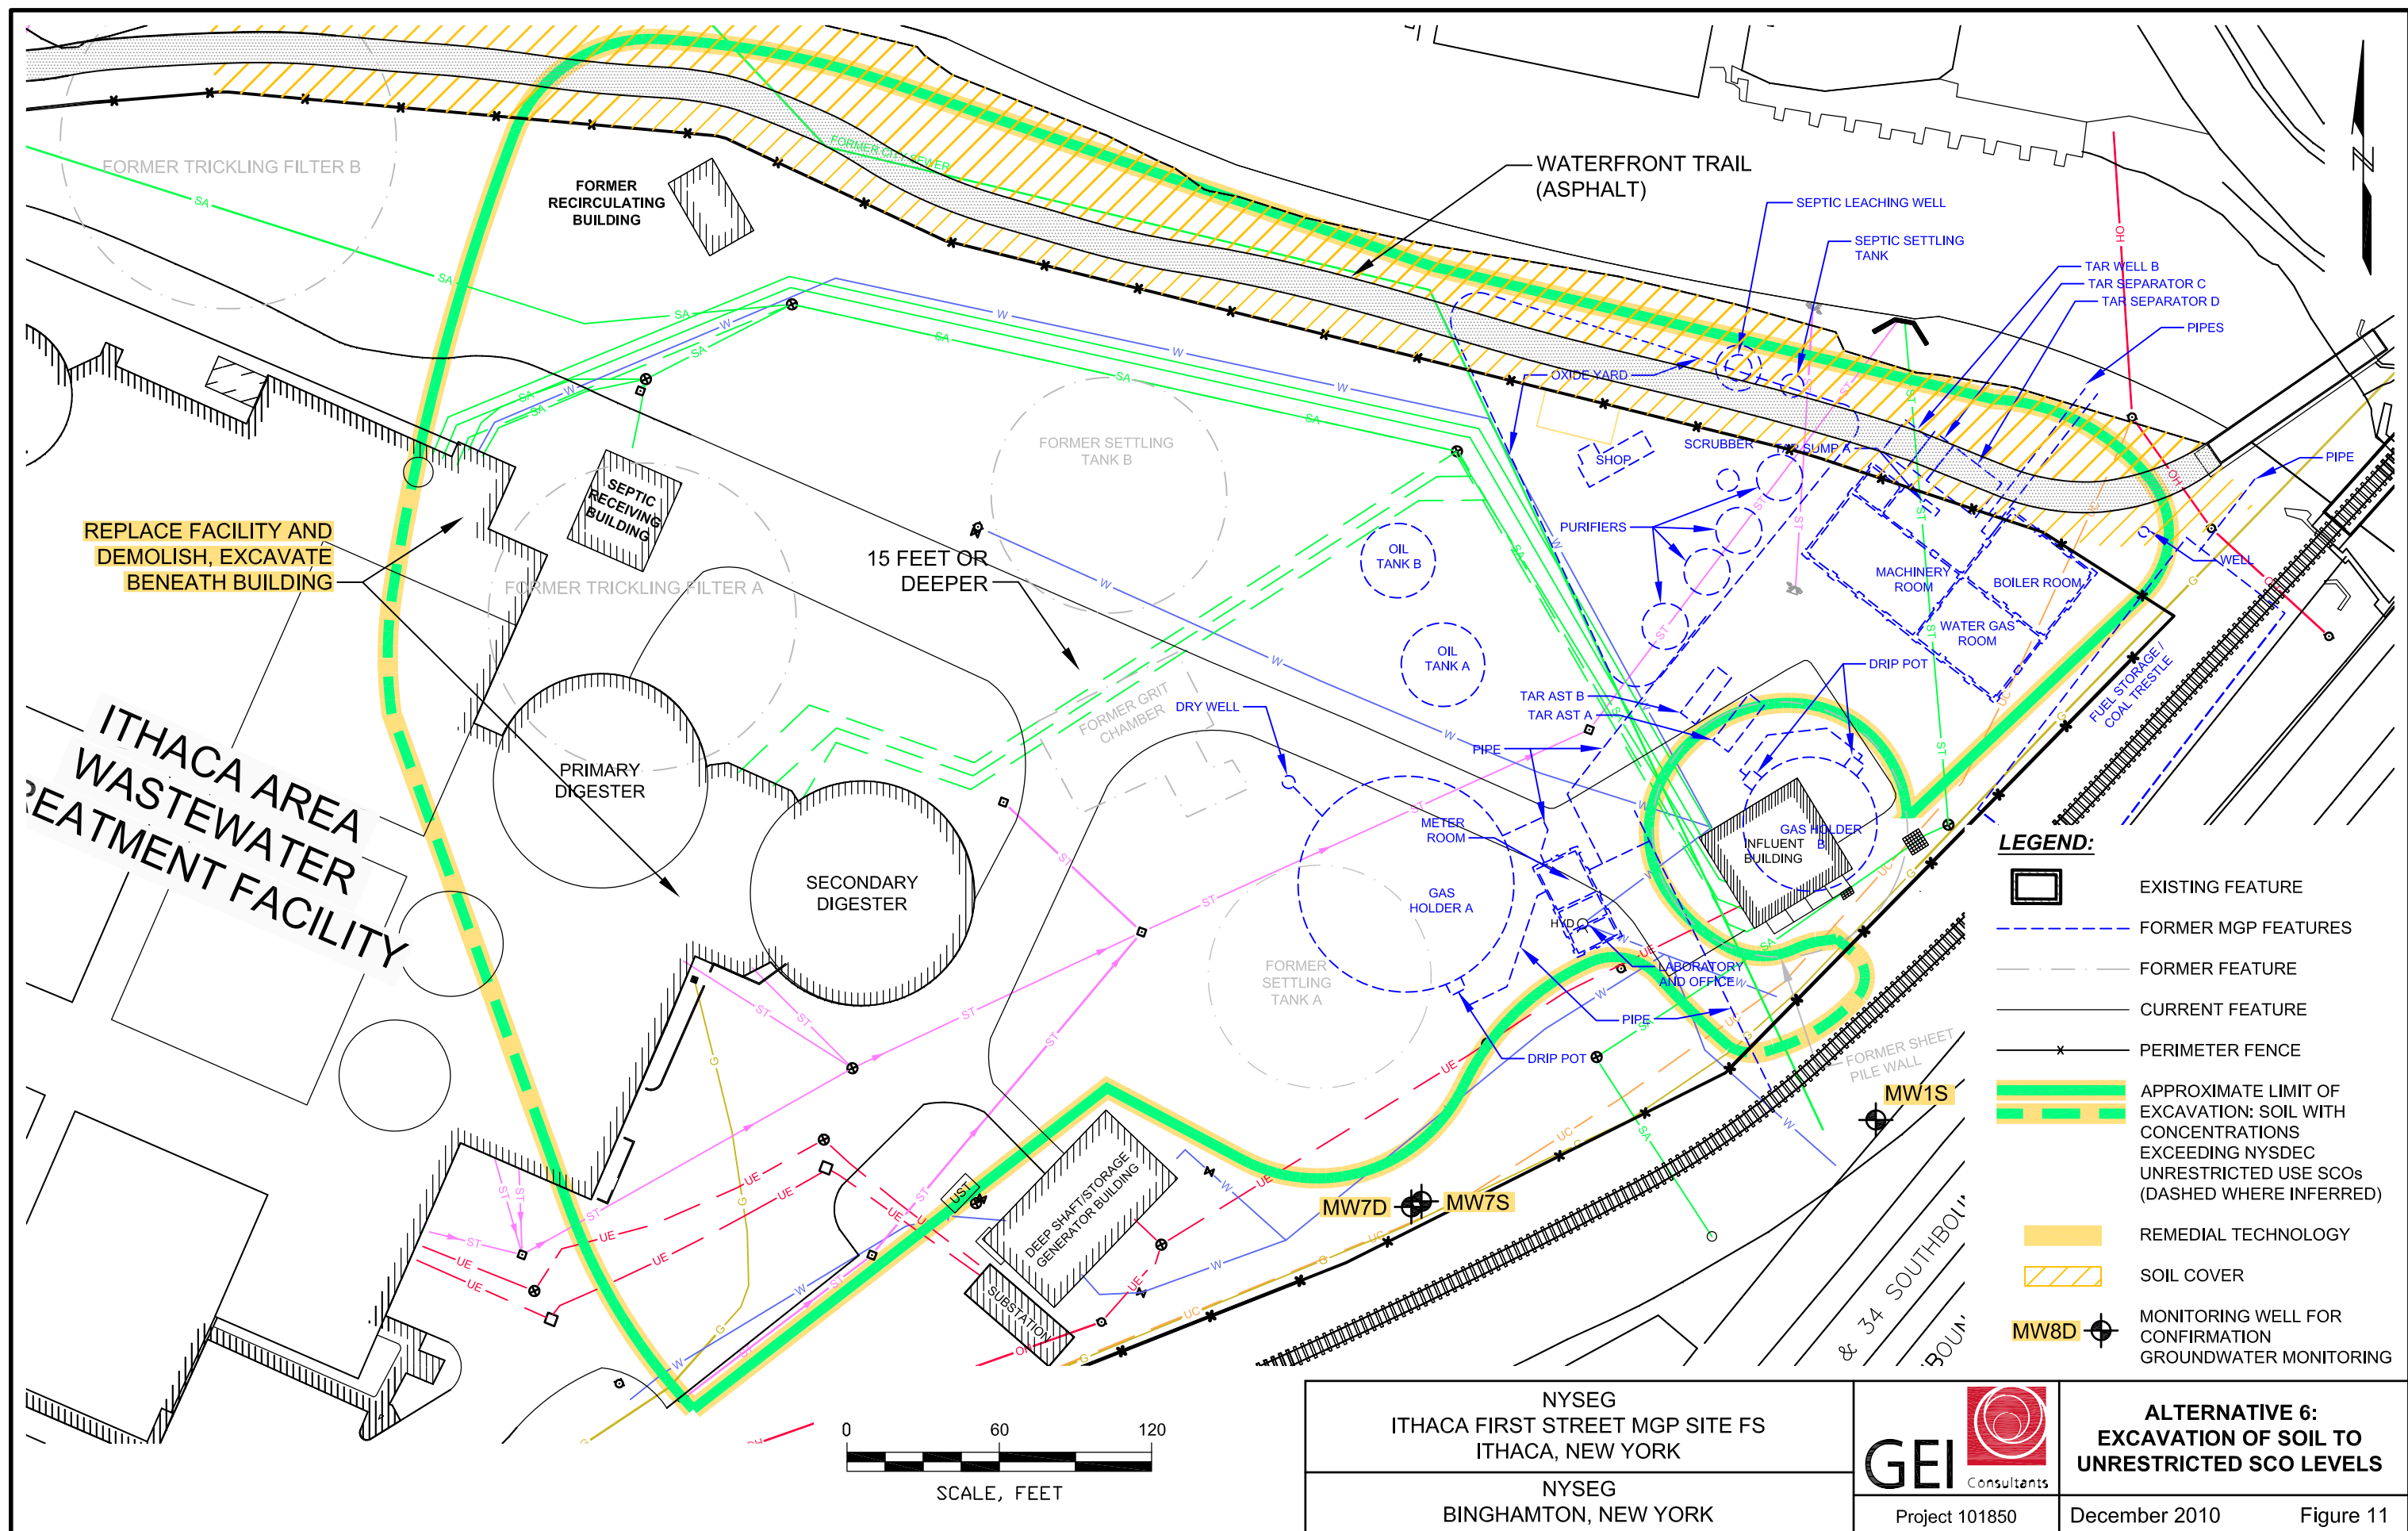 FORMER TRICKLING FILTER B
FORMER CITY SEWER
FORMER
RECIRCULATING
BUILDING
WATERFRONT TRAIL
(ASPHALT)
SEPTIC LEACHING WELL
SEPTIC SETTLING
TANK
TAR WELL B
TAR SEPARATOR C
TAR SEPARATOR D
PIPES
PIPE
OXIDE YARD
SCRUBBER
TAR SUMP A
SHOP
PURIFIERS
MACHINERY
ROOM
BOILER ROOM
WATER GAS
ROOM
WELL
FUEL STORAGE /
COAL TRESTLE
FORMER SETTLING
TANK B
OIL
TANK B
OIL
TANK A
SEPTIC
RECEIVING
BUILDING
REPLACE FACILITY AND
DEMOLISH, EXCAVATE
BENEATH BUILDING
FORMER TRICKLING FILTER A
15 FEET OR
DEEPER
FORMER GRIT
CHAMBER
DRY WELL
TAR AST B
TAR AST A
DRIP POT
PIPE
METER
ROOM
GAS
HOLDER A
GAS HOLDER
B
INFLUENT
BUILDING
HYD
LABORATORY
AND OFFICE
PIPE
DRIP POT
FORMER SHEET
PILE WALL
PRIMARY
DIGESTER
SECONDARY
DIGESTER
FORMER
SETTLING
TANK A
ITHACA AREA
WASTEWATER
REATMENT FACILITY
UST
DEEP SHAFT/STORAGE
GENERATOR BUILDING
SUBSTATION
MW7D
MW7S
MW1S
& 34 SOUTHBOUN
BOUN
N
LEGEND:
EXISTING FEATURE
FORMER MGP FEATURES
FORMER FEATURE
CURRENT FEATURE
PERIMETER FENCE
APPROXIMATE LIMIT OF
EXCAVATION: SOIL WITH
CONCENTRATIONS
EXCEEDING NYSDEC
UNRESTRICTED USE SCOs
(DASHED WHERE INFERRED)
REMEDIAL TECHNOLOGY
SOIL COVER
MW8D
MONITORING WELL FOR
CONFIRMATION
GROUNDWATER MONITORING
0 60 120
SCALE, FEET
NYSEG
ITHACA FIRST STREET MGP SITE FS
ITHACA, NEW YORK
NYSEG
BINGHAMTON, NEW YORK
GEI Consultants
Project 101850
ALTERNATIVE 6:
EXCAVATION OF SOIL TO
UNRESTRICTED SCO LEVELS
December 2010 Figure 11